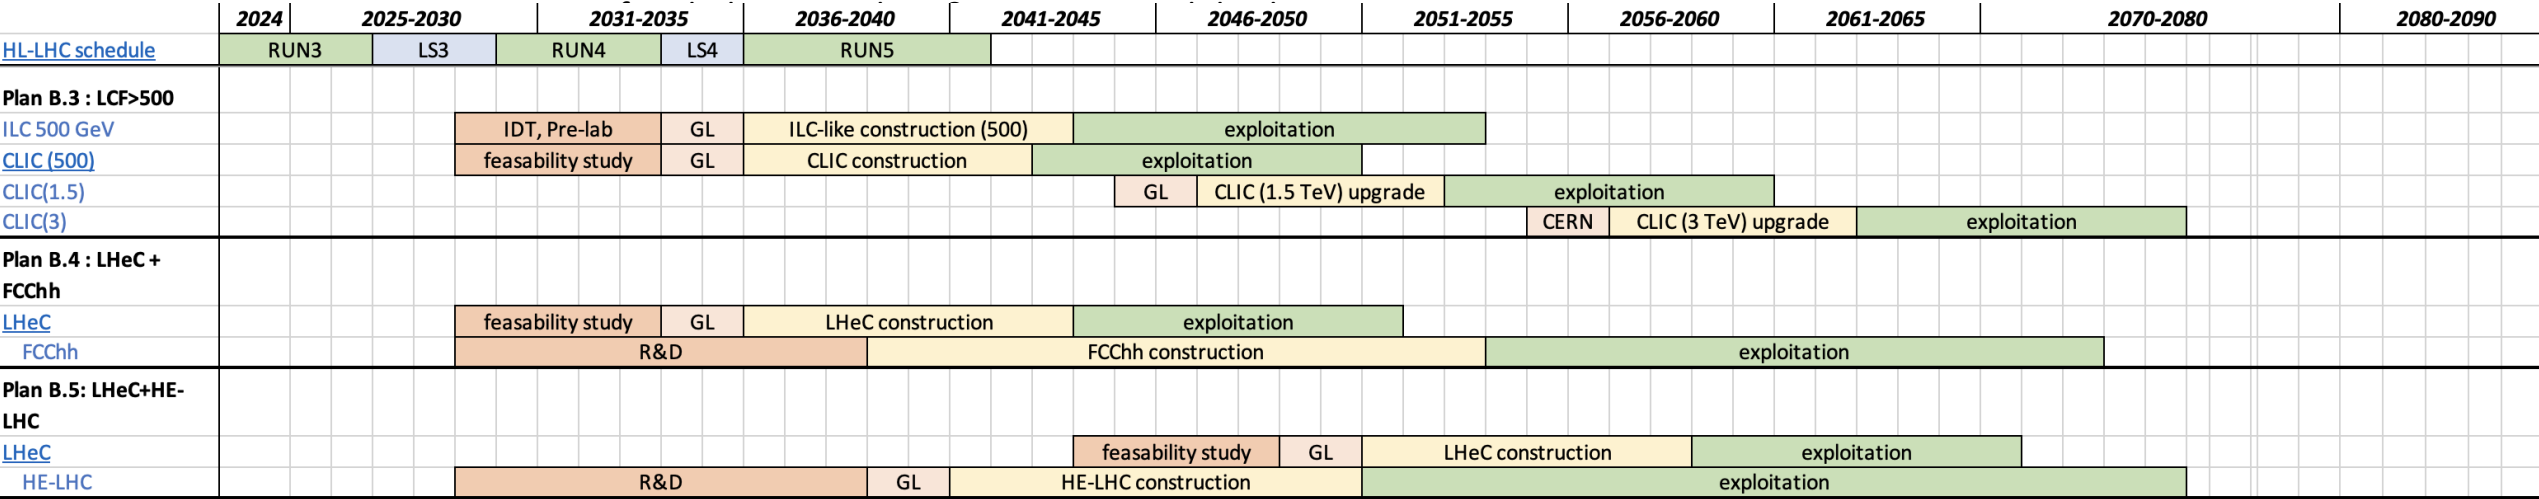 2024 2025-2030 2031-2035 2036-2040 2041-2045 2046-2050 2051-2055 2056-2060 2061-2065 2070-2080 2080-2090
HL-LHC schedule RUN3 LS3 RUN4 LS4 RUN5
Plan B.3 : LCF>500
ILC 500 GeV IDT, Pre-lab GL ILC-like construction (500) exploitation
CLIC (500) feasability study GL CLIC construction exploitation
CLIC(1.5) GL CLIC (1.5 TeV) upgrade exploitation
CLIC(3) CERN CLIC (3 TeV) upgrade exploitation
Plan B.4 : LHeC +
FCChh
LHeC feasability study GL LHeC construction exploitation
FCChh R&D FCChh construction exploitation
Plan B.5: LHeC+HE-
LHC
LHeC feasability study GL LHeC construction exploitation
HE-LHC R&D GL HE-LHC construction exploitation